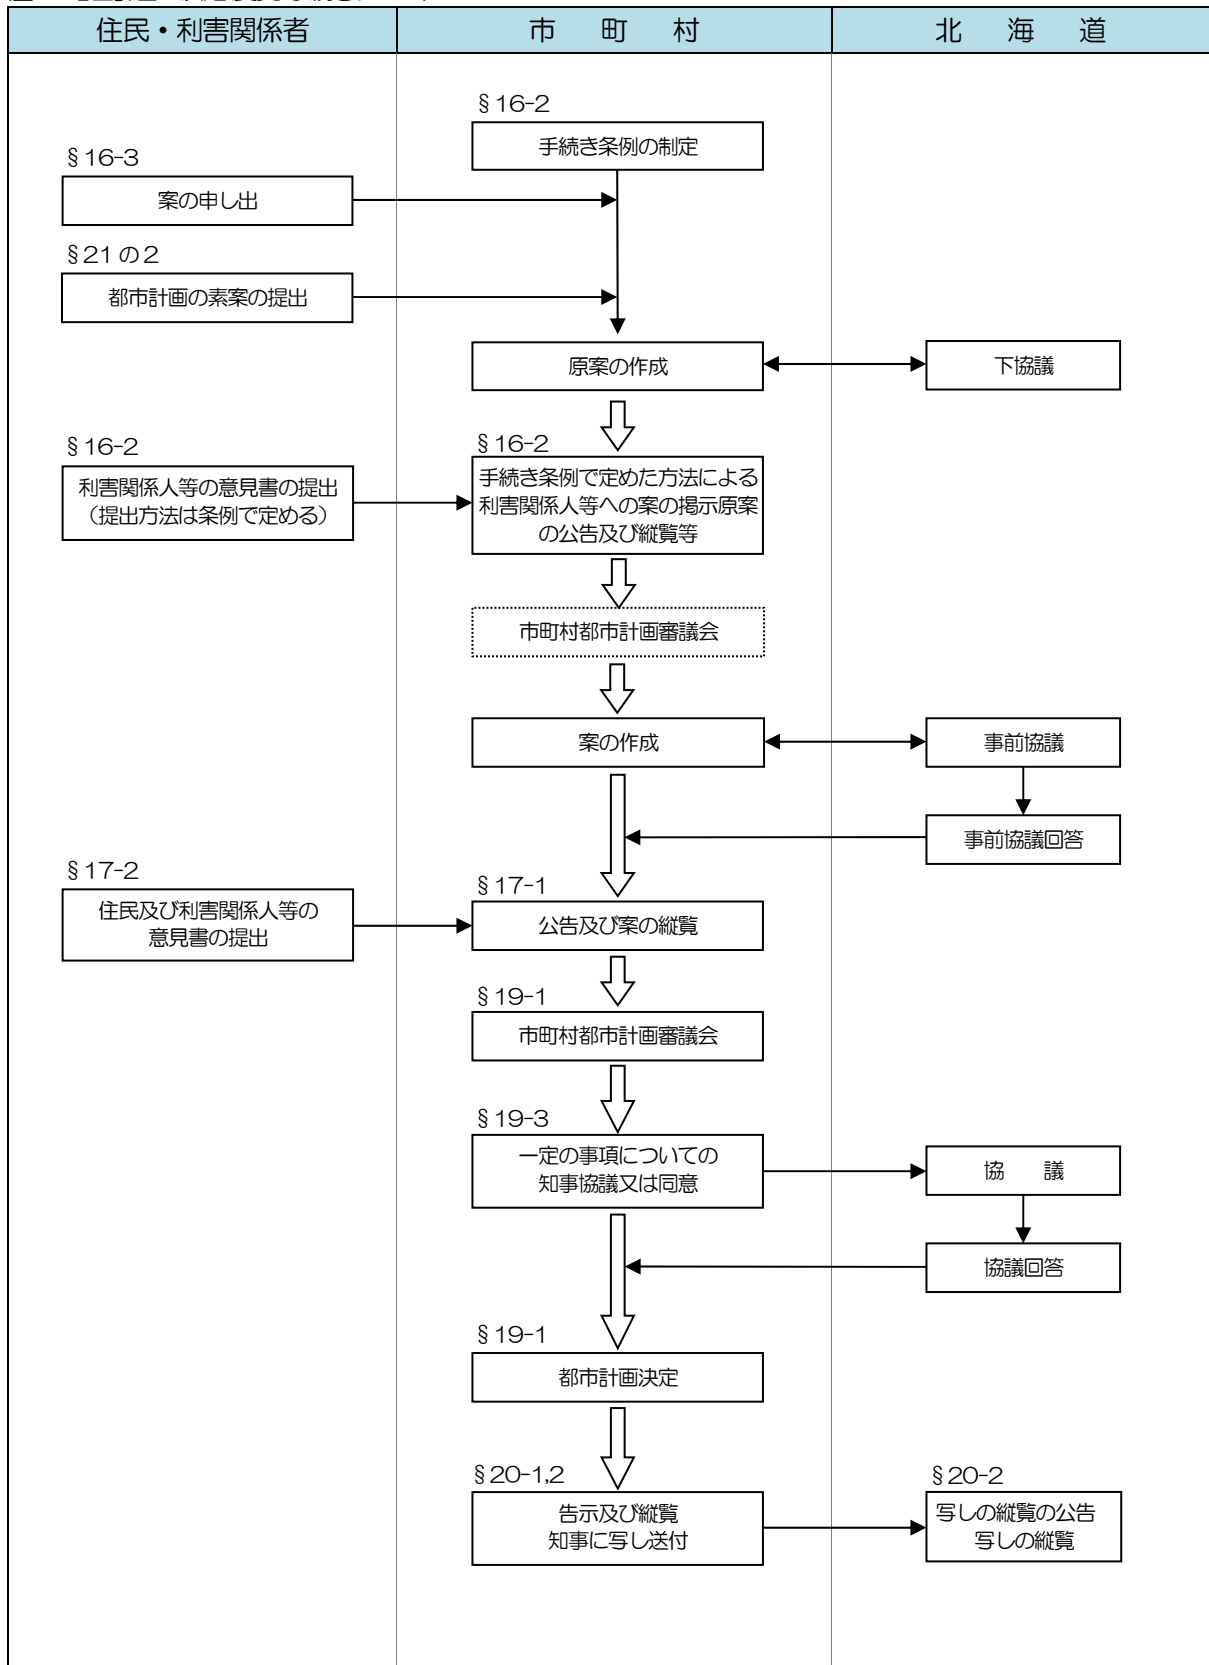 住民・利害関係者
市 町 村
北 海 道
§16-2
手続き条例の制定
§16-3
案の申し出
§21の2
都市計画の素案の提出
原案の作成
下協議
§16-2
利害関係人等の意見書の提出
（提出方法は条例で定める）
§16-2
手続き条例で定めた方法による
利害関係人等への案の掲示原案
の公告及び縦覧等
市町村都市計画審議会
案の作成
事前協議
事前協議回答
§17-2
住民及び利害関係人等の
意見書の提出
§17-1
公告及び案の縦覧
§19-1
市町村都市計画審議会
§19-3
一定の事項についての
知事協議又は同意
協 議
協議回答
§19-1
都市計画決定
§20-1,2
告示及び縦覧
知事に写し送付
§20-2
写しの縦覧の公告
写しの縦覧